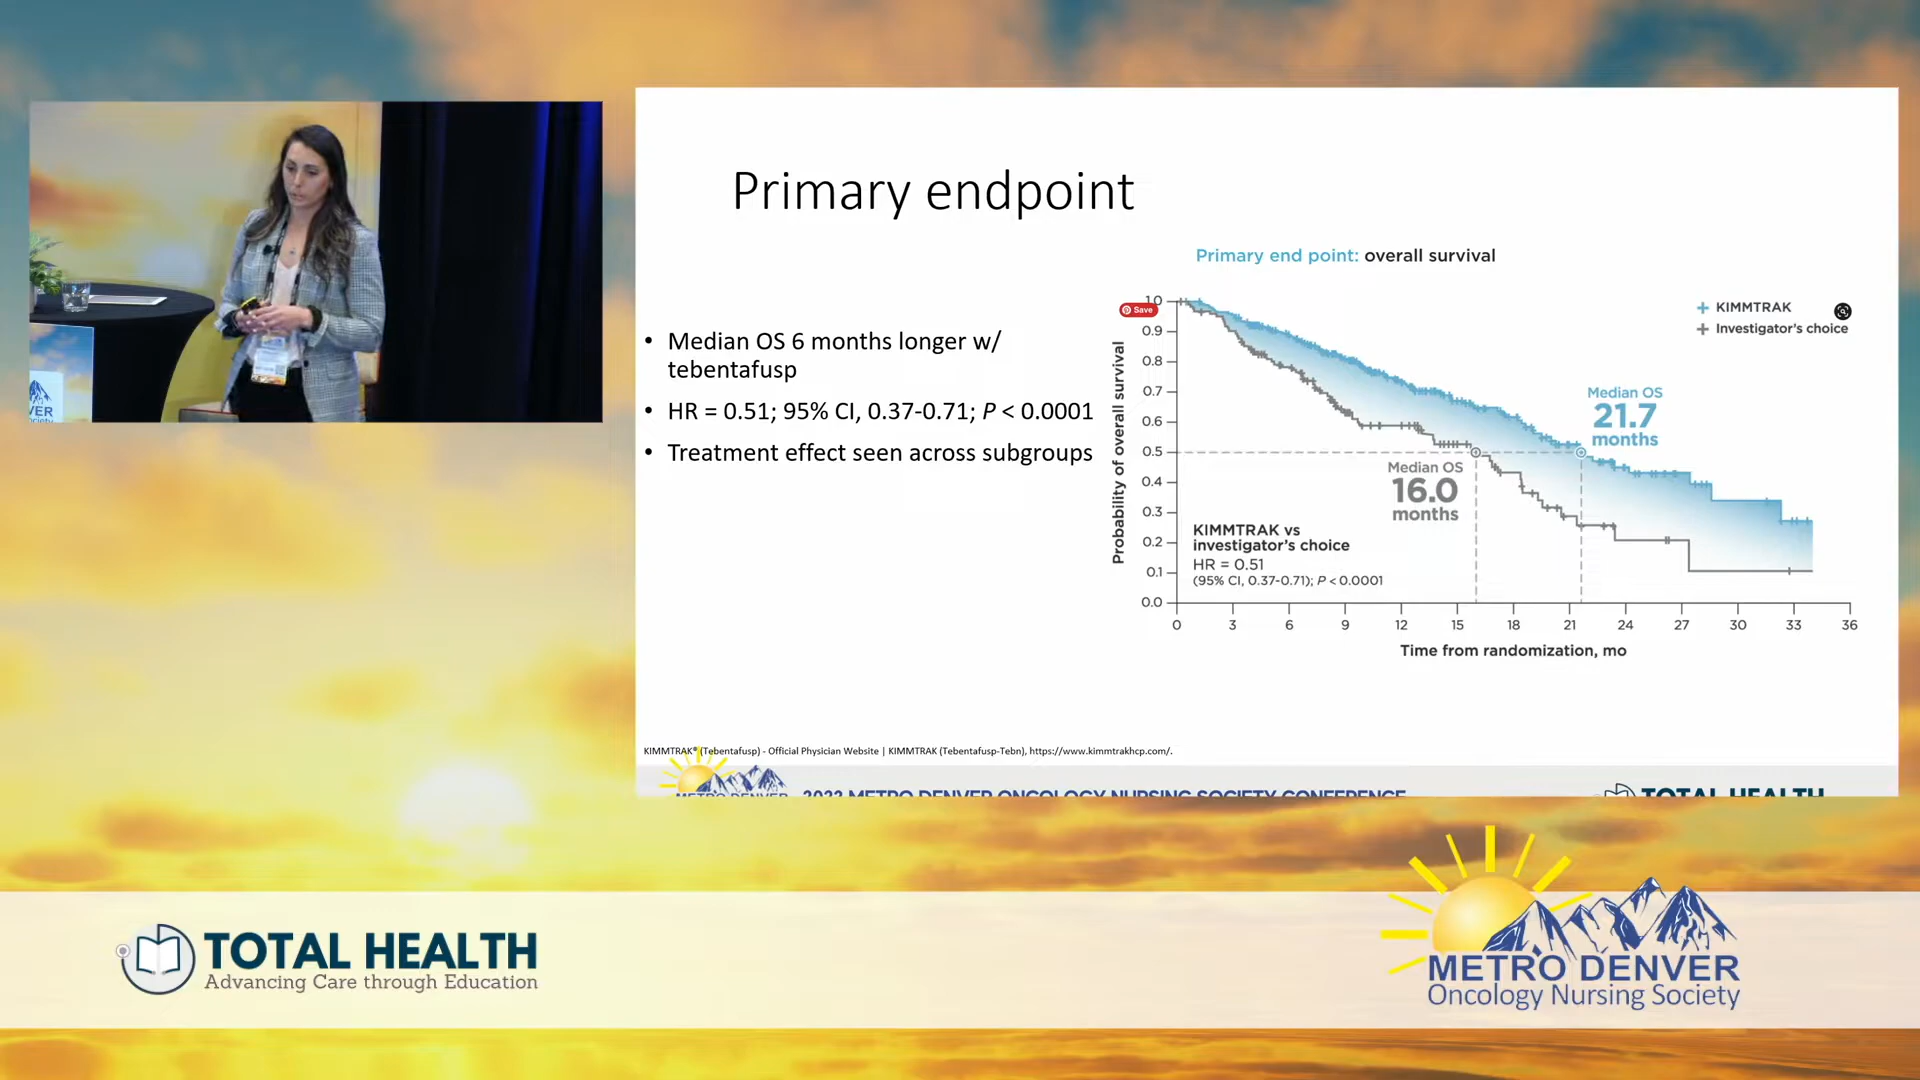 Primary endpoint
• Median OS 6 months longer w/
tebentafusp
• HR = 0.51; 95% CI, 0.37-0.71; P < 0.0001
• Treatment effect seen across subgroups
Primary end point: overall survival
Save
KIMMTRAK
Investigator's choice
Probability of overall survival
1.0
0.9
0.8
0.7
0.6
0.5
0.4
0.3
0.2
0.1
0.0
Median OS
21.7
months
Median OS
16.0
months
KIMMTRAK vs
investigator's choice
HR = 0.51
(95% CI, 0.37-0.71); P < 0.0001
0 3 6 9 12 15 18 21 24 27 30 33 36
Time from randomization, mo
KIMMTRAK® (Tebentafusp) - Official Physician Website | KIMMTRAK (Tebentafusp-Tebn), https://www.kimmtrakhcp.com/.
METRO DENVER
2022 METRO DENVER ONCOLOGY NURSING SOCIETY CONFERENCE
TOTAL HEALTH
VER
TOTAL HEALTH
Advancing Care through Education
METRO DENVER
Oncology Nursing Society